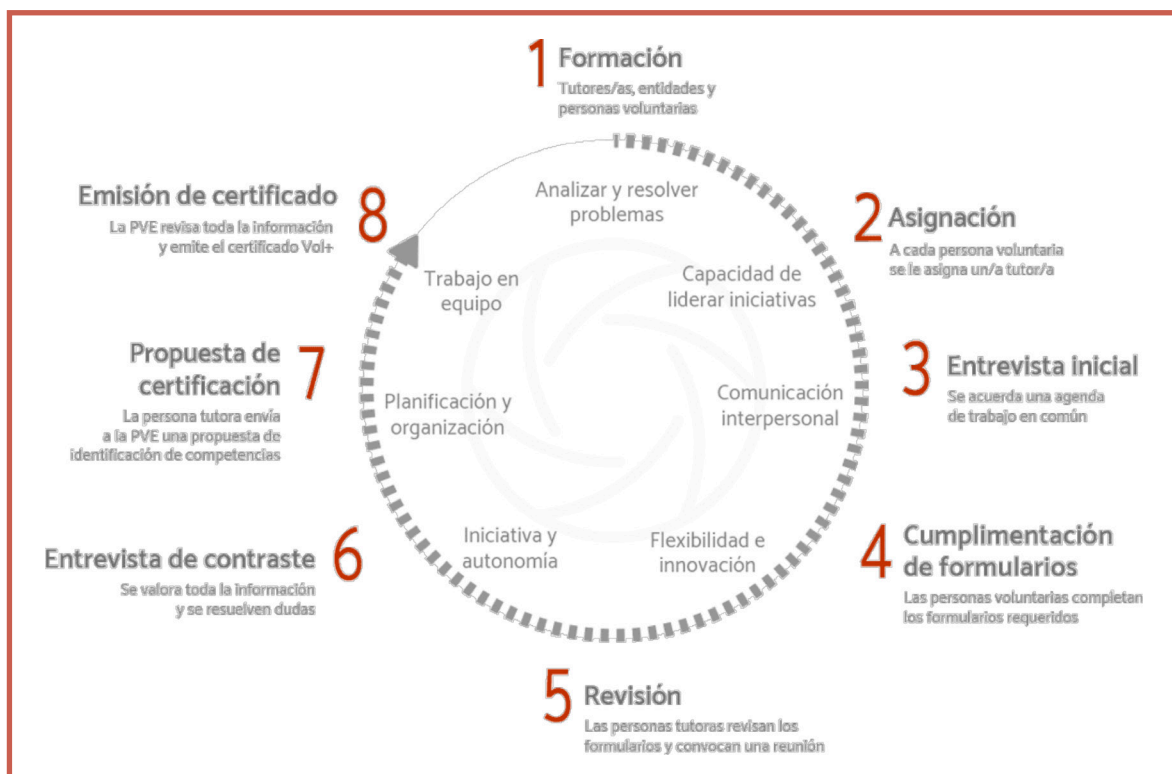 1 Formación
Tutores/as, entidades y
personas voluntarias
2 Asignación
A cada persona voluntaria
se le asigna un/a tutor/a
3 Entrevista inicial
Se acuerda una agenda
de trabajo en común
4 Cumplimentación
de formularios
Las personas voluntarias completan
los formularios requeridos
5 Revisión
Las personas tutoras revisan los
formularios y convocan una reunión
6 Entrevista de contraste
Se valora toda la información
y se resuelven dudas
7 Propuesta de
certificación
La persona tutora envía
a la PVE una propuesta de
identificación de competencias
8 Emisión de certificado
La PVE revisa toda la información
y emite el certificado Vol+
Analizar y resolver
problemas
Capacidad de
liderar iniciativas
Comunicación
interpersonal
Flexibilidad e
innovación
Iniciativa y
autonomía
Planificación y
organización
Trabajo en
equipo